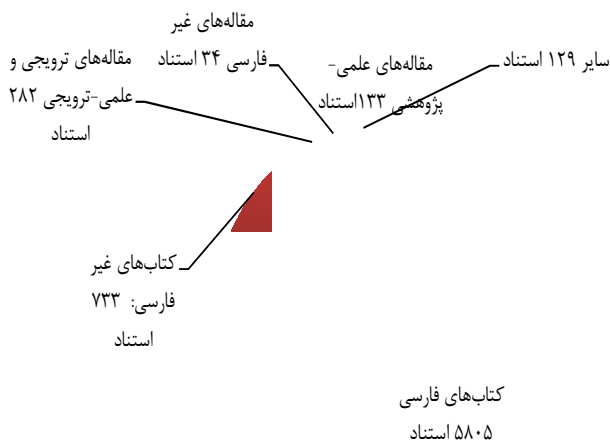 سایر ۱۲۹ استناد
مقاله‌های علمی-
پژوهشی ۱۳۳استناد
مقاله‌های غیر
فارسی ۳۴ استناد
مقاله‌های ترویجی و
علمی-ترویجی ۲۸۲
استناد
کتاب‌های غیر
فارسی: ۷۳۳
استناد
کتاب‌های فارسی
۵۸۰۵ استناد